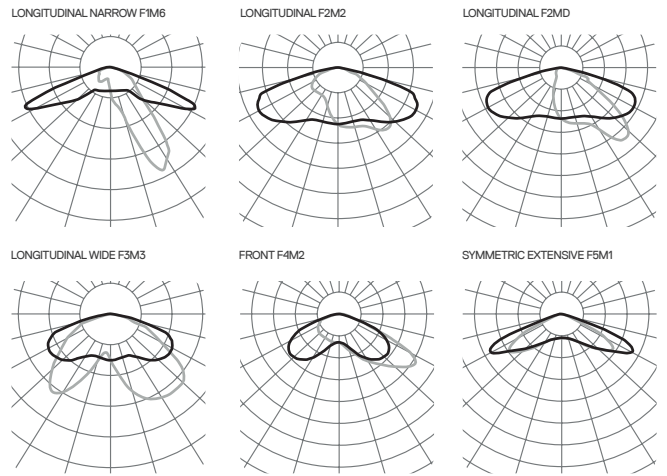 LONGITUDINAL NARROW F1M6
LONGITUDINAL F2M2
LONGITUDINAL F2MD
LONGITUDINAL WIDE F3M3
FRONT F4M2
SYMMETRIC EXTENSIVE F5M1